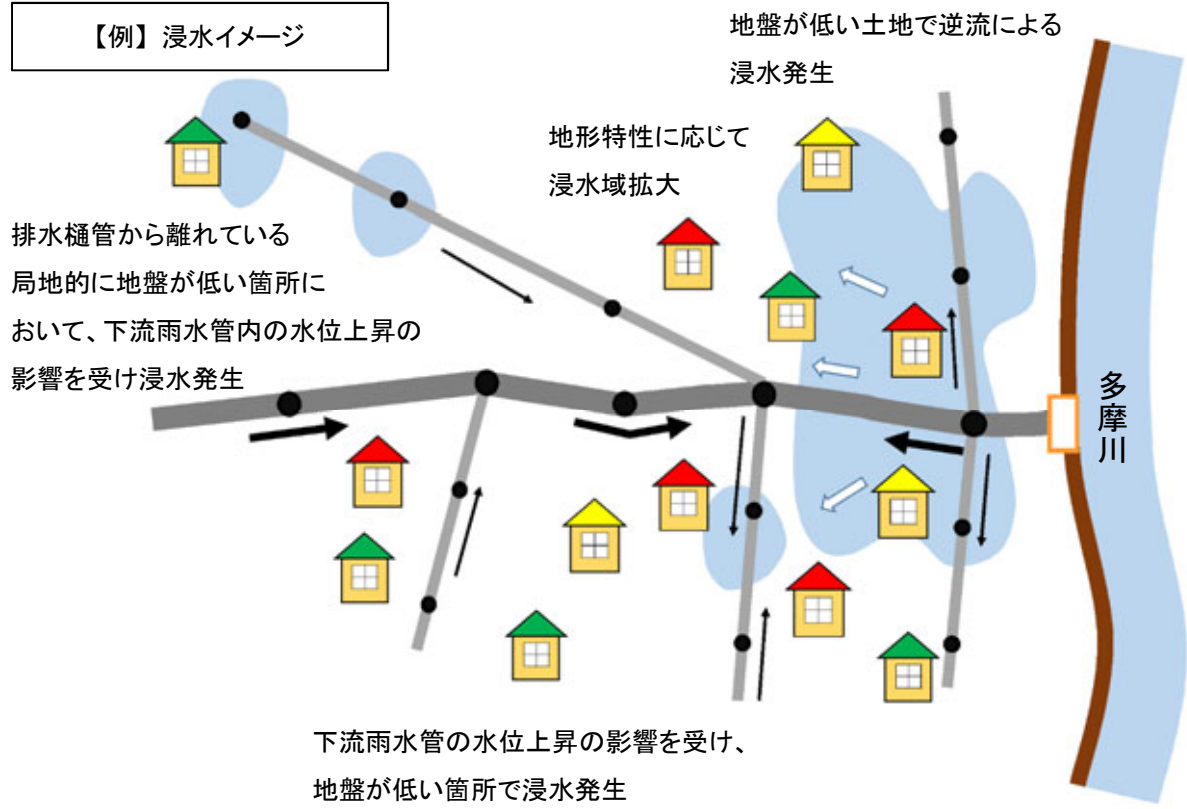 【例】 浸水イメージ
地盤が低い土地で逆流による
浸水発生
地形特性に応じて
浸水域拡大
排水樋管から離れている
局地的に地盤が低い箇所に
おいて、下流雨水管内の水位上昇の
影響を受け浸水発生
多摩川
下流雨水管の水位上昇の影響を受け、
地盤が低い箇所で浸水発生